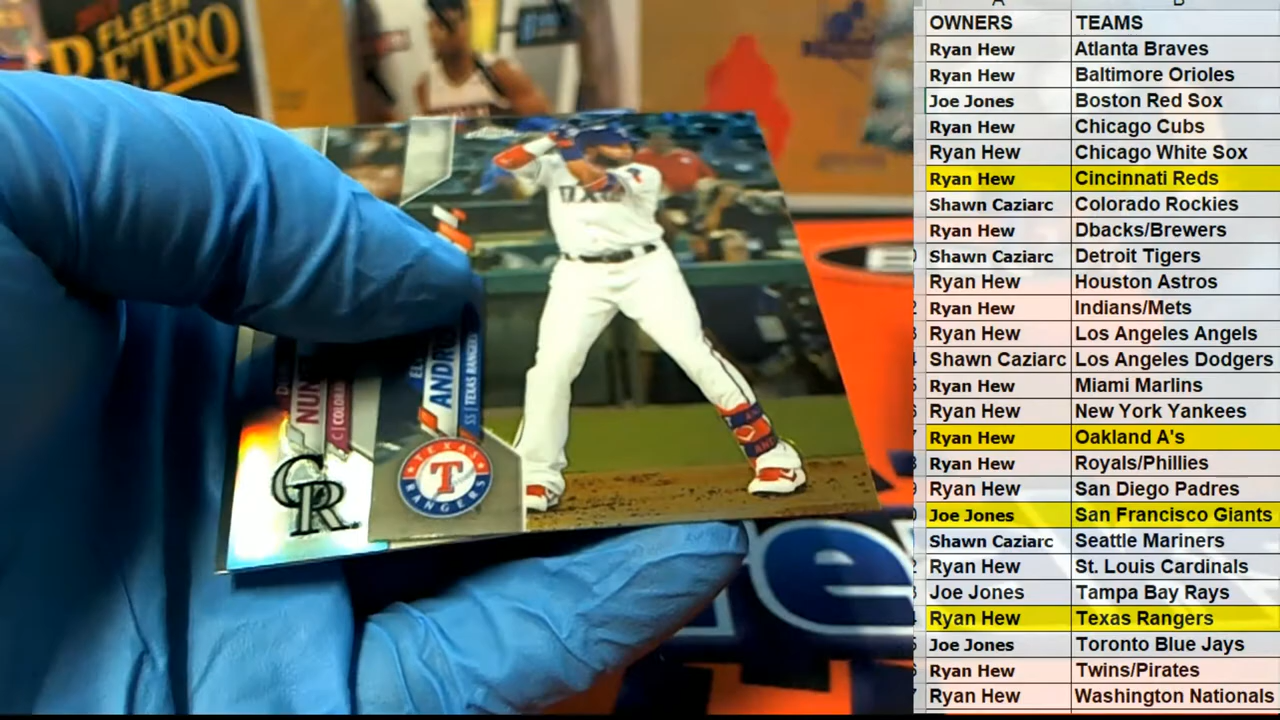 FLEER
RETRO
A B
OWNERS TEAMS
Ryan Hew Atlanta Braves
Ryan Hew Baltimore Orioles
Joe Jones Boston Red Sox
Ryan Hew Chicago Cubs
Ryan Hew Chicago White Sox
Ryan Hew Cincinnati Reds
Shawn Caziarc Colorado Rockies
Ryan Hew Dbacks/Brewers
Shawn Caziarc Detroit Tigers
Ryan Hew Houston Astros
Ryan Hew Indians/Mets
Ryan Hew Los Angeles Angels
Shawn Caziarc Los Angeles Dodgers
Ryan Hew Miami Marlins
Ryan Hew New York Yankees
Ryan Hew Oakland A's
Ryan Hew Royals/Phillies
Ryan Hew San Diego Padres
Joe Jones San Francisco Giants
Shawn Caziarc Seattle Mariners
Ryan Hew St. Louis Cardinals
Joe Jones Tampa Bay Rays
Ryan Hew Texas Rangers
Joe Jones Toronto Blue Jays
Ryan Hew Twins/Pirates
Ryan Hew Washington Nationals
NUN
C | COLORA
CR
EL
ANDRU
SS | TEXAS RANGERS
TEXAS
T
RANGERS
e